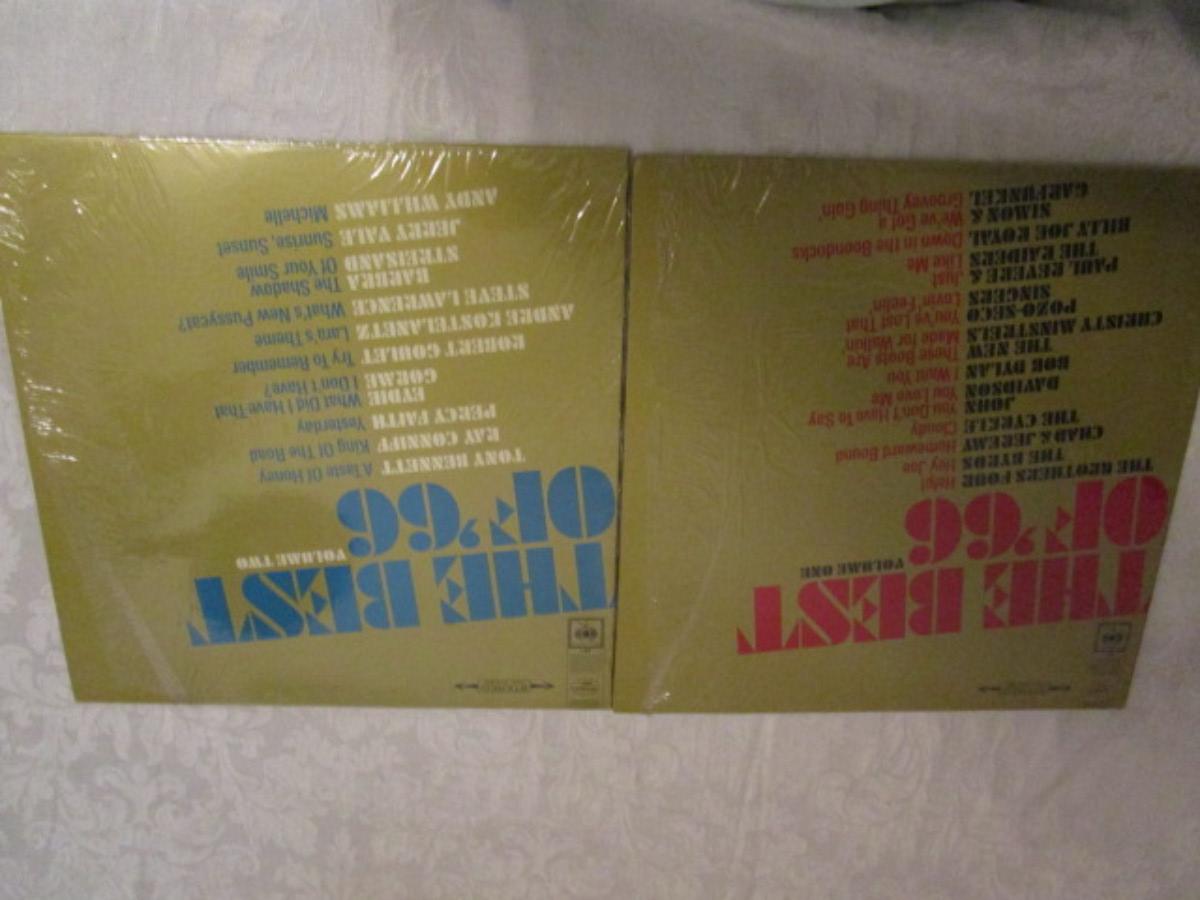 THE BEST
VOLUME ONE
OF '66
THE BROTHERS FOUR Help!
THE BYRDS Hey Joe
CHAD & JEREMY Homeward Bound
THE CYRKLE Cloudy
JOHN You Don't Have To Say
DAVIDSON You Love Me
BOB DYLAN I Want You
THE NEW These Boots Are
CHRISTY MINSTRELS Made for Walkin'
POZO-SECO You've Lost That
SINGERS Lovin' Feelin'
PAUL REVERE & Just
THE RAIDERS Like Me
BILLY JOE ROYAL Down in the Boondocks
SIMON & We've Got a
GARFUNKEL Groovey Thing Goin'
STEREO
CBS
THE BEST
VOLUME TWO
OF '66
TONY BENNETT A Taste Of Honey
RAY CONNIFF King Of The Road
PERCY FAITH Yesterday
EYDIE What Did I Have That
GORME I Don't Have?
ROBERT GOULET Try To Remember
ANDRE KOSTELANETZ Lara's Theme
STEVE LAWRENCE What's New Pussycat?
BARBRA The Shadow
STREISAND Of Your Smile
JERRY VALE Sunrise, Sunset
ANDY WILLIAMS Michelle